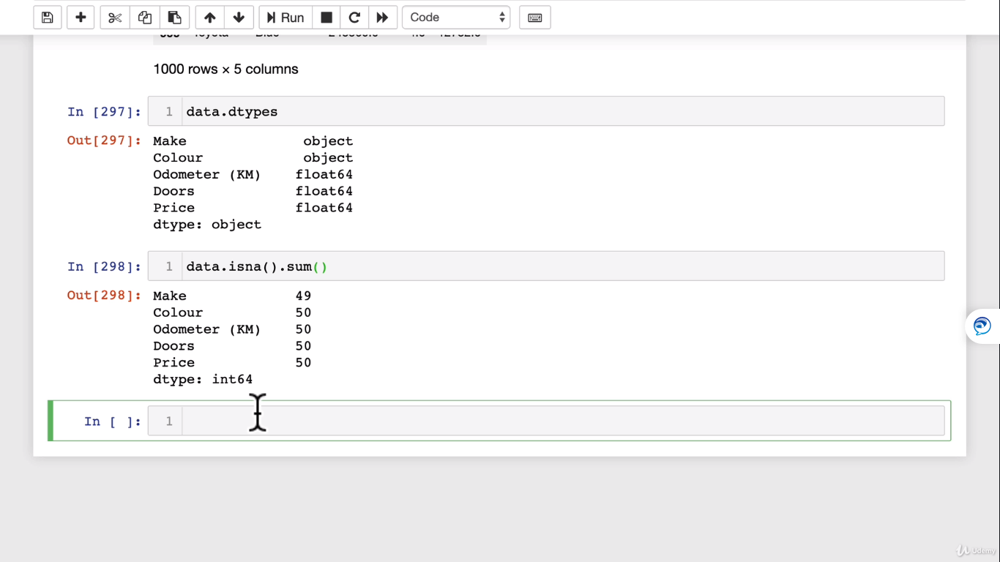 Run Code
1000 rows × 5 columns
In [297]: 1 data.dtypes
Out[297]: Make object
Colour object
Odometer (KM) float64
Doors float64
Price float64
dtype: object
In [298]: 1 data.isna().sum()
Out[298]: Make 49
Colour 50
Odometer (KM) 50
Doors 50
Price 50
dtype: int64
In [ ]: 1
Udemy